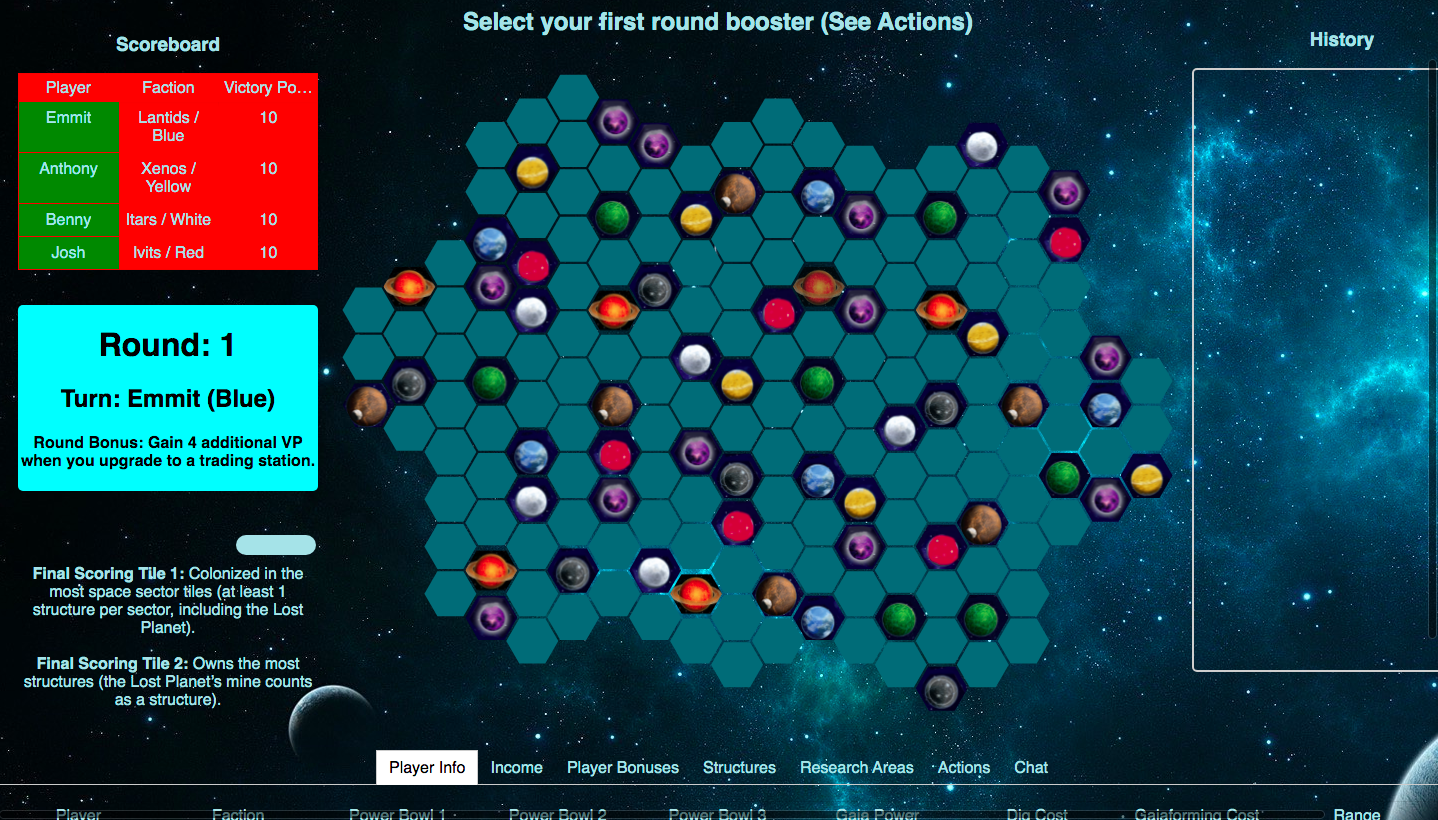 Select your first round booster (See Actions)
Scoreboard
Player Faction Victory Po…
Emmit Lantids / 10
Blue
Anthony Xenos / 10
Yellow
Benny Itars / White 10
Josh Ivits / Red 10
Round: 1
Turn: Emmit (Blue)
Round Bonus: Gain 4 additional VP
when you upgrade to a trading station.
Final Scoring Tile 1: Colonized in the
most space sector tiles (at least 1
structure per sector, including the Lost
Planet).
Final Scoring Tile 2: Owns the most
structures (the Lost Planet's mine counts
as a structure).
History
Player Info Income Player Bonuses Structures Research Areas Actions Chat
Player Faction Power Bowl 1 Power Bowl 2 Power Bowl 3 Gaia Power Dig Cost Gaiaforming Cost Range